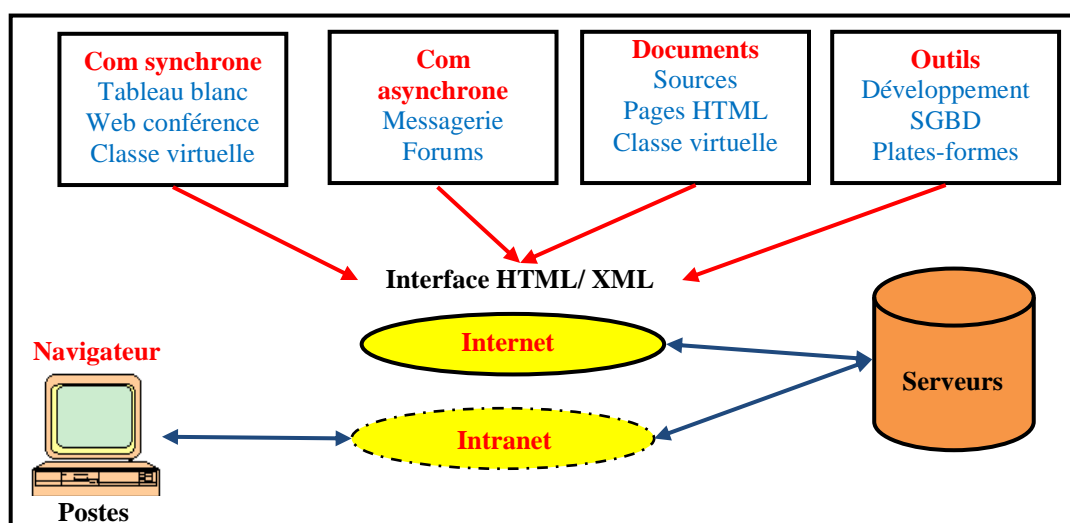 Com synchrone
Tableau blanc
Web conférence
Classe virtuelle
Com
asynchrone
Messagerie
Forums
Documents
Sources
Pages HTML
Classe virtuelle
Outils
Développement
SGBD
Plates-formes
Interface HTML/ XML
Internet
Navigateur
Serveurs
Intranet
Postes